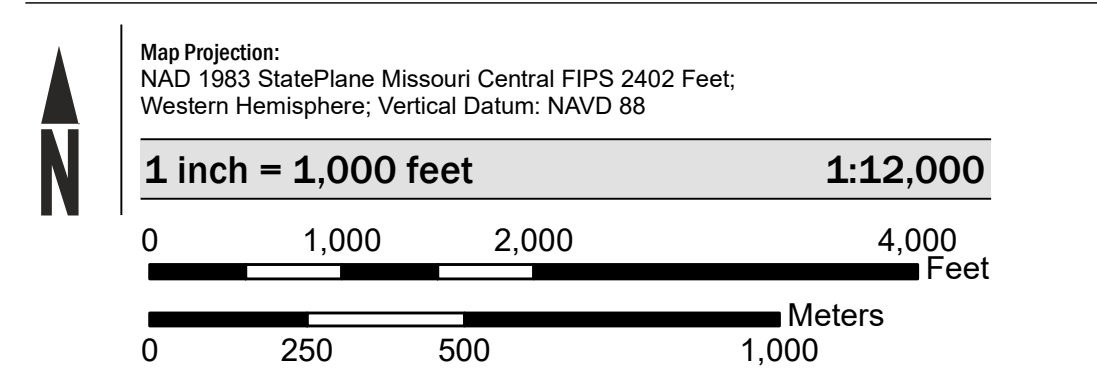 Map Projection:
NAD 1983 StatePlane Missouri Central FIPS 2402 Feet;
Western Hemisphere; Vertical Datum: NAVD 88
N
1 inch = 1,000 feet 1:12,000
0 1,000 2,000 4,000
Feet
Meters
0 250 500 1,000